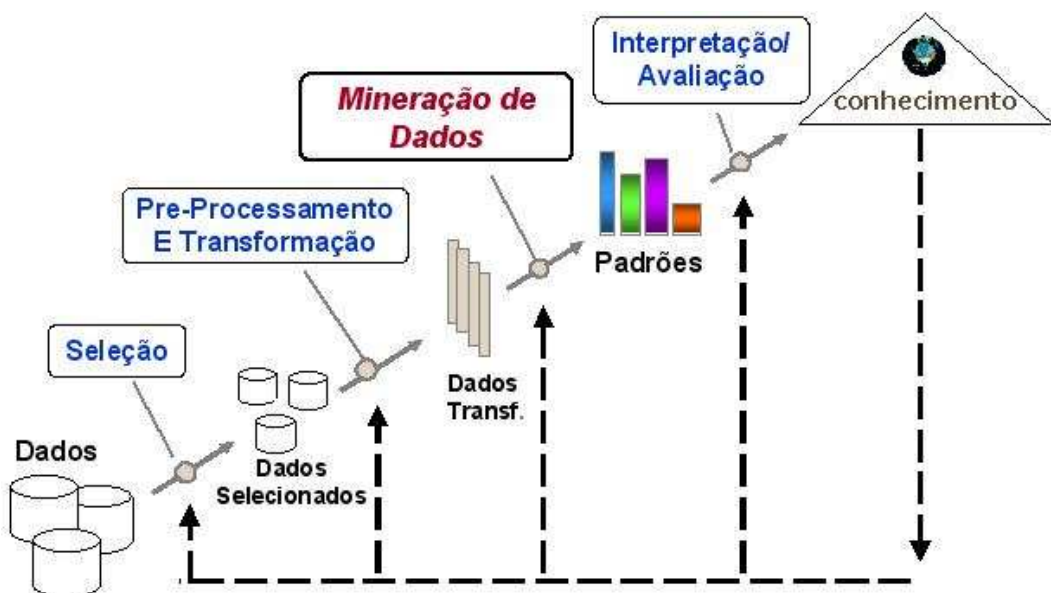 Dados
Seleção
Dados
Selecionados
Pre-Processamento
E Transformação
Dados
Transf.
Mineração de
Dados
Padrões
Interpretação/
Avaliação
conhecimento